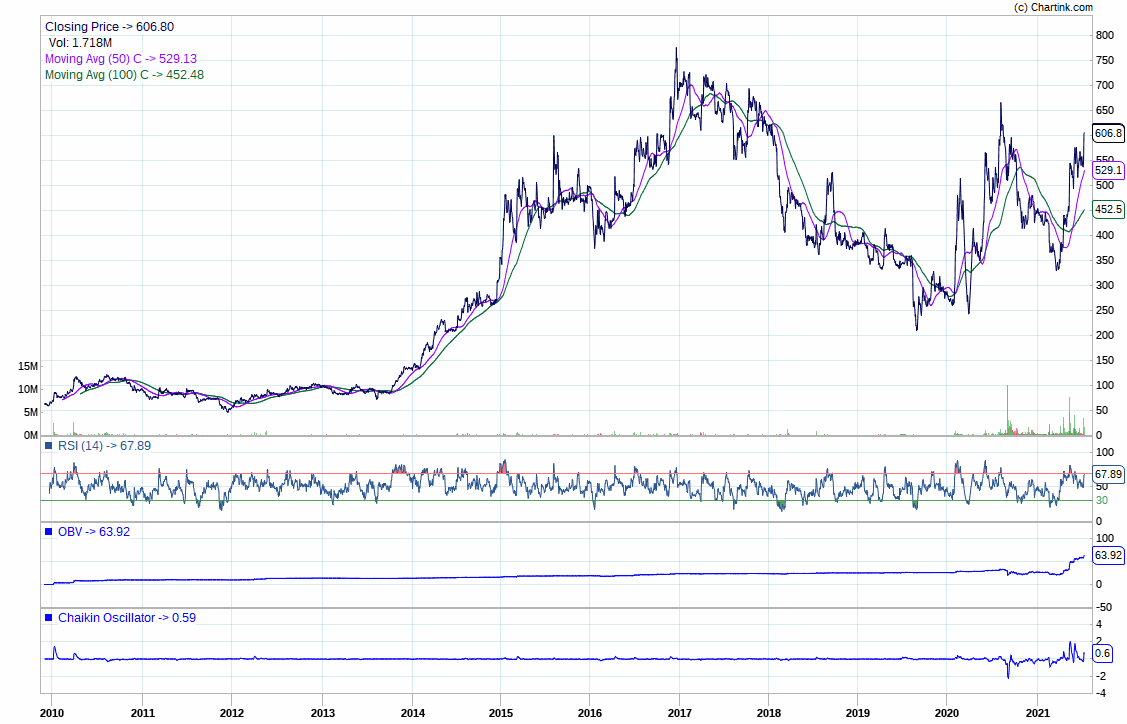 (c) Chartink.com
Closing Price -> 606.80
Vol: 1.718M
Moving Avg (50) C -> 529.13
Moving Avg (100) C -> 452.48
800
750
700
650
606.8
550
529.1
500
452.5
400
350
300
250
200
150
100
50
0
15M
10M
5M
0M
RSI (14) -> 67.89
100
67.89
50
30
0
OBV -> 63.92
100
63.92
0
-50
Chaikin Oscillator -> 0.59
4
2
0.6
-2
-4
2010 2011 2012 2013 2014 2015 2016 2017 2018 2019 2020 2021